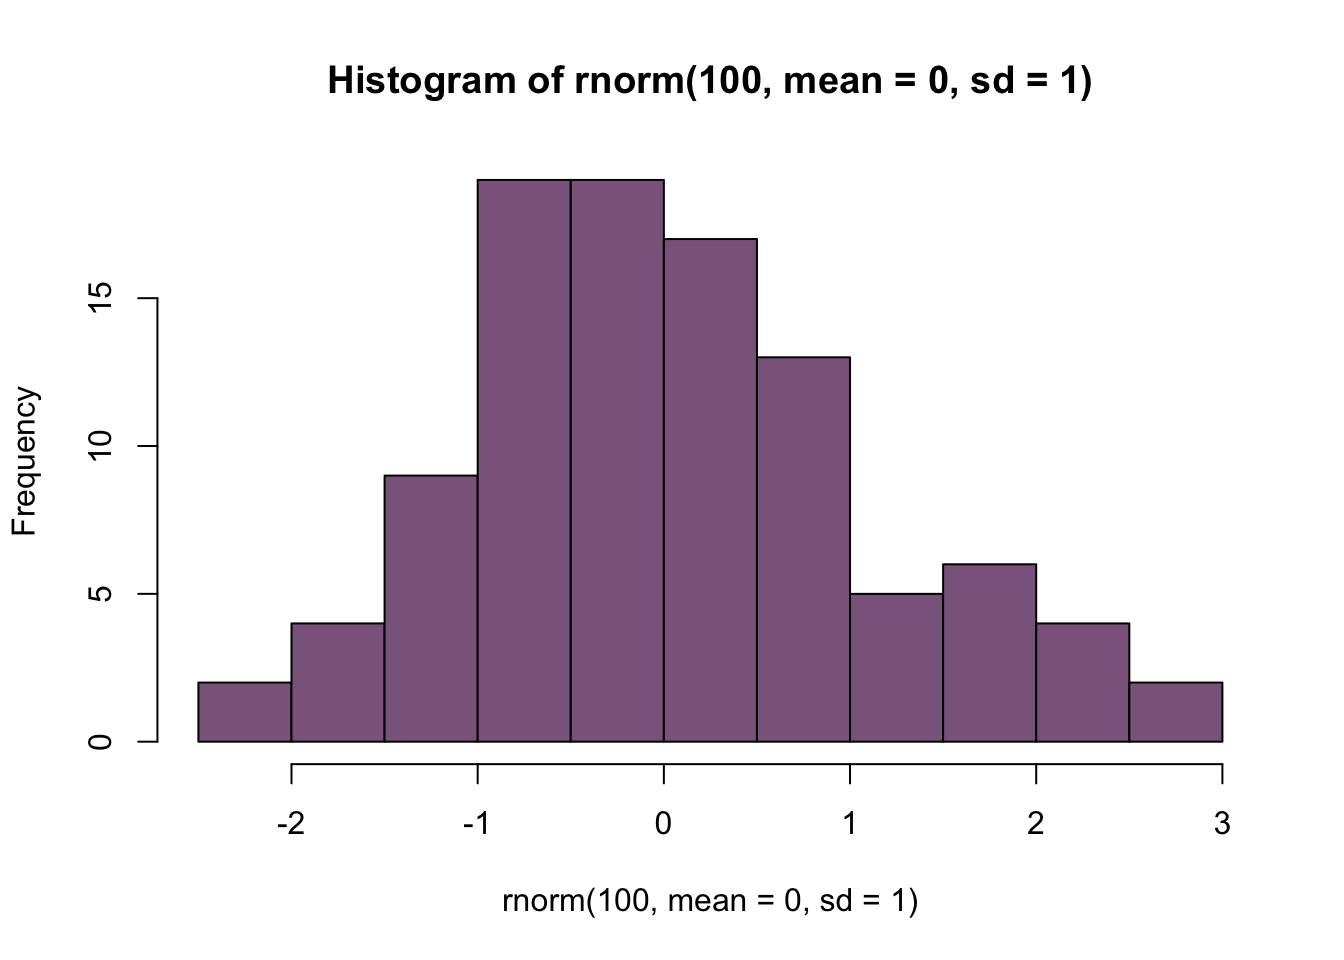 Histogram of rnorm(100, mean = 0, sd = 1)
Frequency
15
10
5
0
-2 -1 0 1 2 3
rnorm(100, mean = 0, sd = 1)